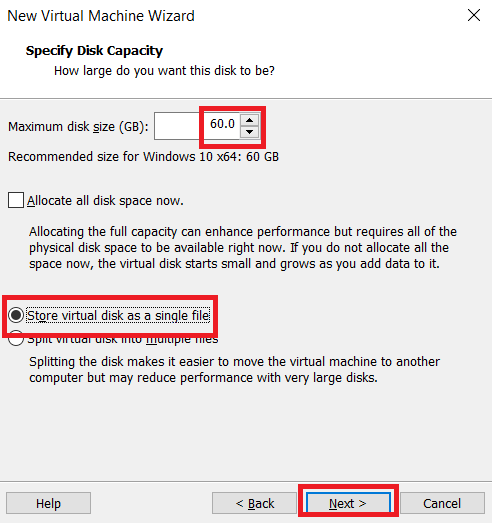 New Virtual Machine Wizard
Specify Disk Capacity
How large do you want this disk to be?
Maximum disk size (GB): 60.0
Recommended size for Windows 10 x64: 60 GB
Allocate all disk space now.
Allocating the full capacity can enhance performance but requires all of the
physical disk space to be available right now. If you do not allocate all the
space now, the virtual disk starts small and grows as you add data to it.
Store virtual disk as a single file
Split virtual disk into multiple files
Splitting the disk makes it easier to move the virtual machine to another
computer but may reduce performance with very large disks.
Help < Back Next > Cancel